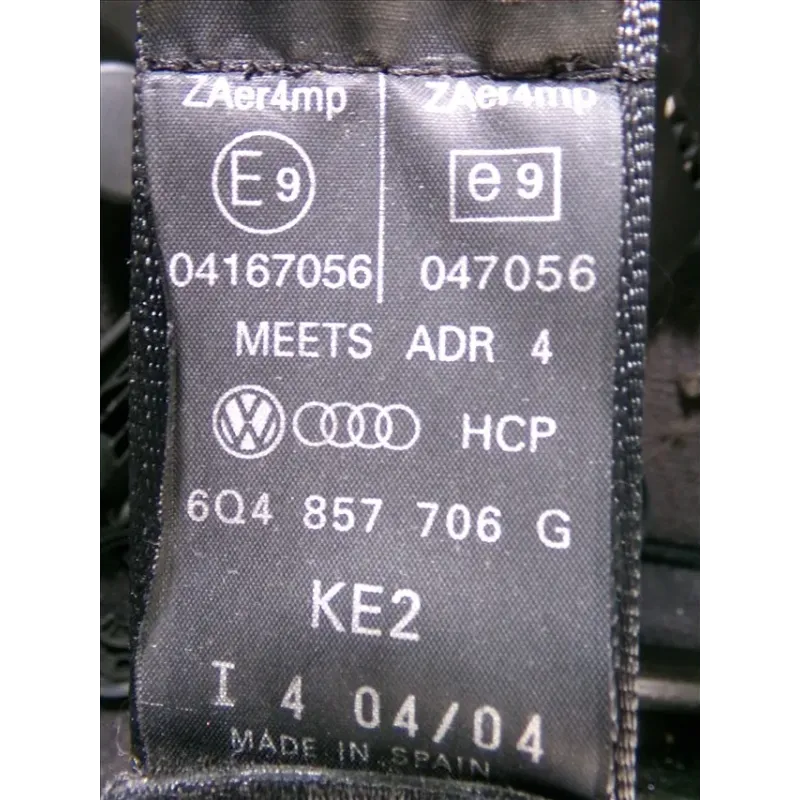 ZAer4mp ZAer4mp
E9 e9
04167056 047056
MEETS ADR 4
VW HCP
6Q4 857 706 G
KE2
I 4 04/04
MADE IN SPAIN